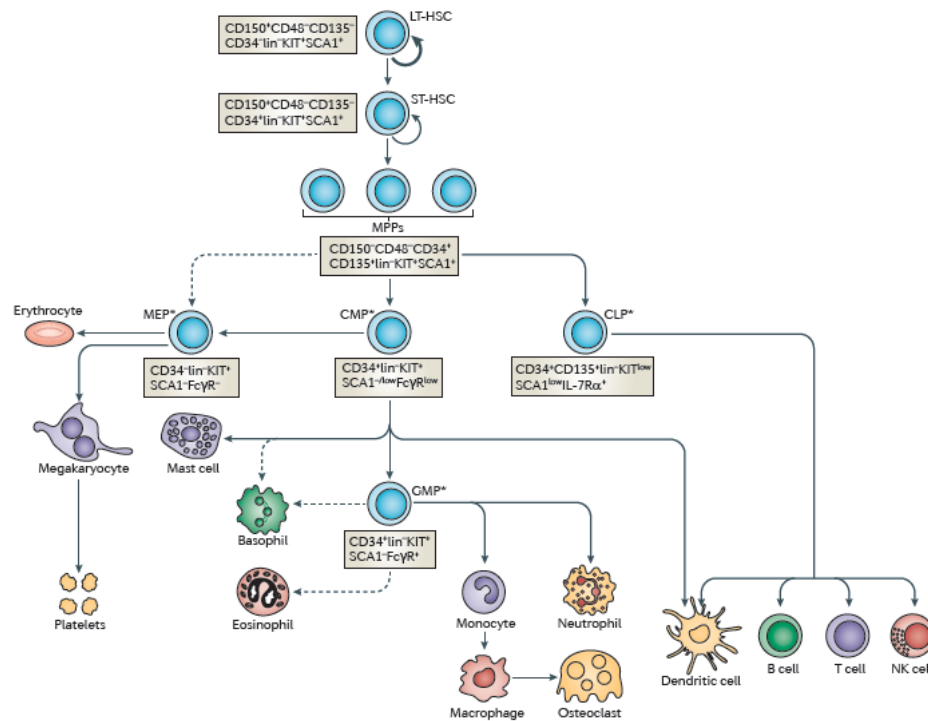 LT-HSC
CD150⁺CD48⁻CD135⁻
CD34⁻lin⁻KIT⁺SCA1⁺
ST-HSC
CD150⁺CD48⁻CD135⁻
CD34⁺lin⁻KIT⁺SCA1⁺
MPPs
CD150⁻CD48⁻CD34⁺
CD135⁺lin⁻KIT⁺SCA1⁺
Erythrocyte
MEP*
CMP*
CLP*
CD34⁻lin⁻KIT⁺
SCA1⁻FcγR⁻
CD34⁺lin⁻KIT⁺
SCA1⁻/ˡᵒʷFcγRˡᵒʷ
CD34⁺CD135⁺lin⁻KITˡᵒʷ
SCA1ˡᵒʷIL-7Rα⁺
Megakaryocyte
Mast cell
GMP*
Basophil
CD34⁺lin⁻KIT⁺
SCA1⁻FcγR⁺
Platelets
Eosinophil
Monocyte
Neutrophil
Dendritic cell
B cell
T cell
NK cell
Macrophage
Osteoclast